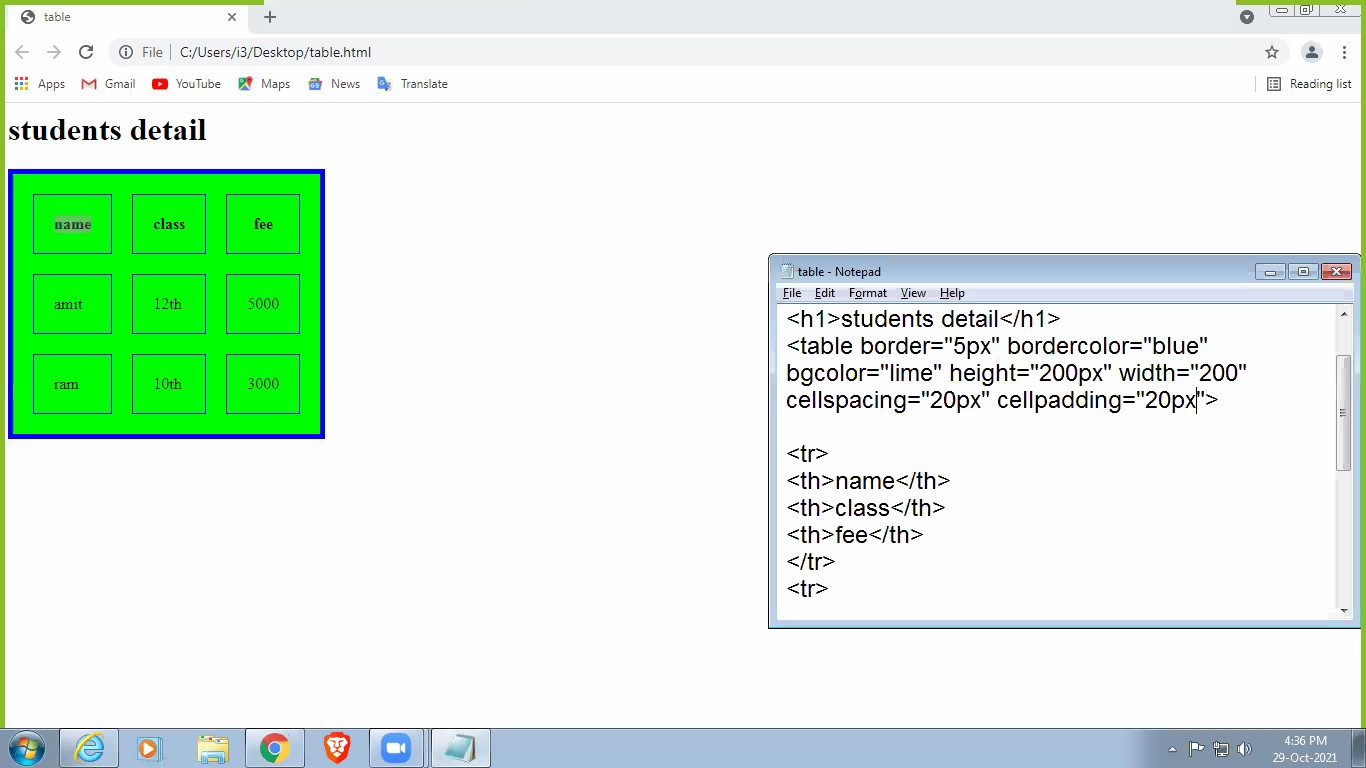 table
File
C:/Users/i3/Desktop/table.html
Apps Gmail YouTube Maps News Translate Reading list
students detail
name class fee
amit 12th 5000
ram 10th 3000
table - Notepad
File Edit Format View Help
<h1>students detail</h1>
<table border="5px" bordercolor="blue"
bgcolor="lime" height="200px" width="200"
cellspacing="20px" cellpadding="20px">
<tr>
<th>name</th>
<th>class</th>
<th>fee</th>
</tr>
<tr>
4:36 PM
29-Oct-2021